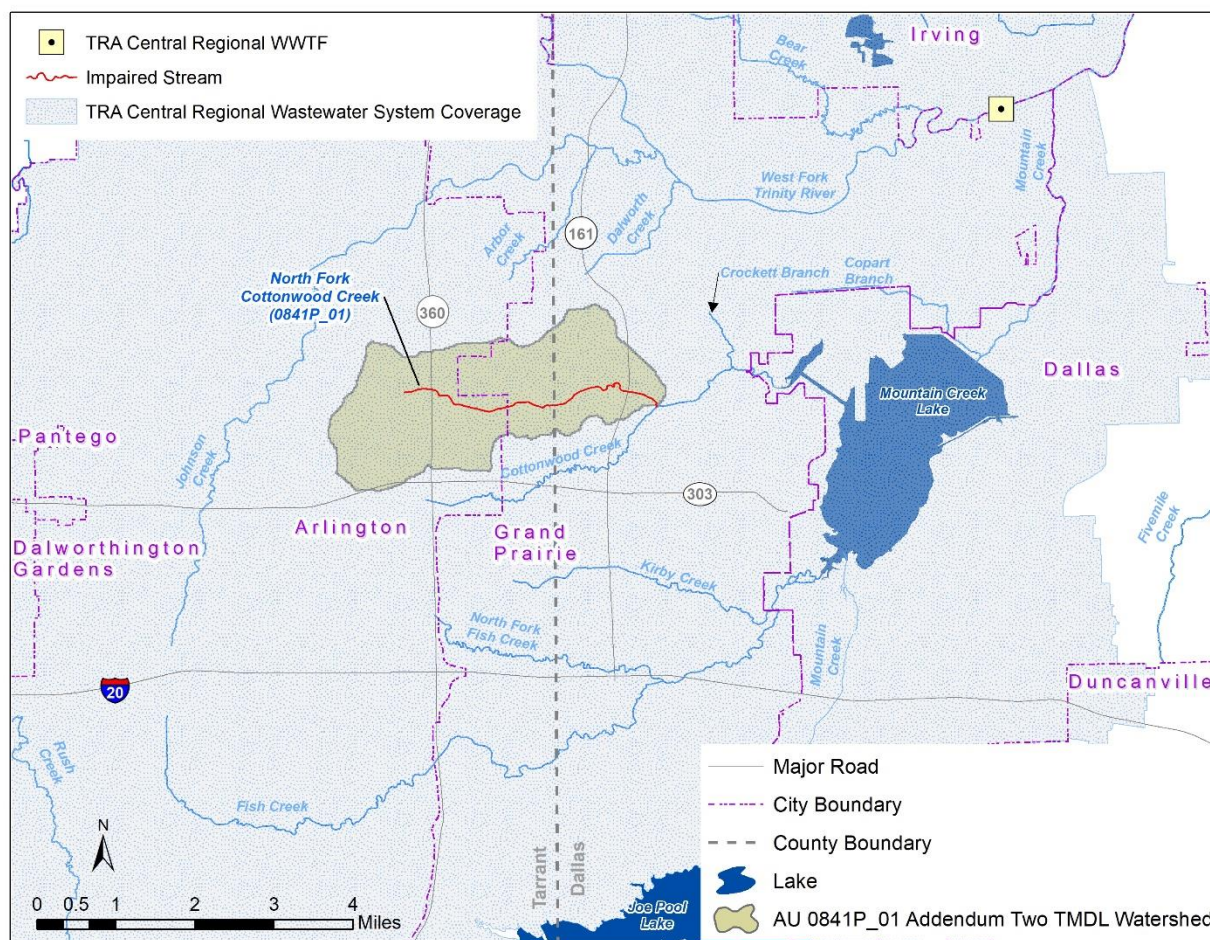 TRA Central Regional WWTF
Impaired Stream
TRA Central Regional Wastewater System Coverage
Irving
Bear
Creek
West Fork
Trinity River
Mountain
Creek
Arbor
Creek
161
Dalworth
Creek
North Fork
Cottonwood Creek
(0841P_01)
360
Crockett Branch
Copart
Branch
Dallas
Mountain Creek
Lake
Pantego
Johnson
Creek
Cottonwood Creek
303
Fivemile
Creek
Arlington
Grand
Prairie
Dalworthington
Gardens
Kirby Creek
North Fork
Fish Creek
Mountain
Creek
20
Duncanville
Rush
Creek
Fish Creek
N
0 0.5 1 2 3 4
Miles
Tarrant
Dallas
Joe Pool
Lake
Major Road
City Boundary
County Boundary
Lake
AU 0841P_01 Addendum Two TMDL Watershed